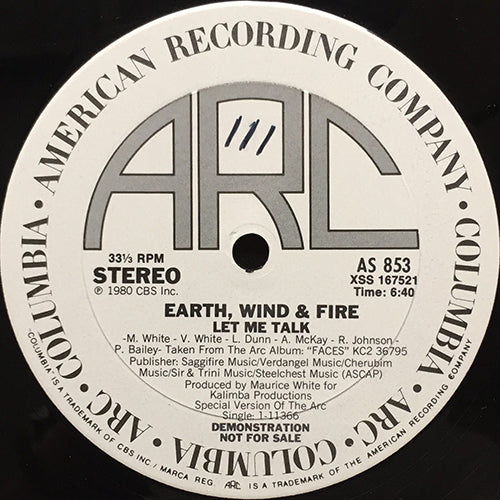 AMERICAN RECORDING COMPANY · COLUMBIA · ARC · COLUMBIA · ARC · COLUMBIA ·
ARC
111
33⅓ RPM
STEREO
℗ 1980 CBS Inc.
AS 853
XSS 167521
Time: 6:40
EARTH, WIND & FIRE
LET ME TALK
-M. White - V. White - L. Dunn - A. McKay - R. Johnson -
P. Bailey- Taken From The Arc Album: "FACES" KC2 36795
Publisher: Saggifire Music/Verdangel Music/Cherubim
Music/Sir & Trini Music/Steelchest Music (ASCAP)
Produced by Maurice White for
Kalimba Productions
Special Version Of The Arc
Single: 1-11366
DEMONSTRATION
NOT FOR SALE
"COLUMBIA" IS A TRADEMARK OF CBS INC / MARCA REG. ARC IS A TRADEMARK OF THE AMERICAN RECORDING COMPANY